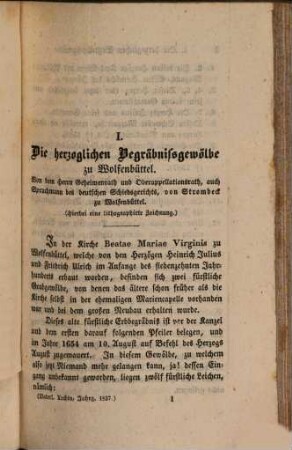 I.
Die herzoglichen Begräbnißgewölbe
zu Wolfenbüttel.
Von dem Herrn Geheimenrath und Oberappellationsrath, auch
Spruchmann des deutschen Schiedsgerichts, von Strombeck
zu Wolfenbüttel.
(Hierbei eine lithographirte Zeichnung.)
In der Kirche Beatae Mariae Virginis zu
Wolfenbüttel, welche von den Herzögen Heinrich Julius
und Friedrich Ulrich im Anfange des siebenzehnten Jahr-
hunderts erbaut worden, befinden sich zwei fürstliche
Grabgewölbe, von denen das ältere schon früher als die
Kirche selbst in der ehemaligen Mariencapelle vorhanden
war und bei dem großen Neubau erhalten wurde.
Dieses alte fürstliche Erbbegräbniß ist vor der Kanzel
und den ersten darauf folgenden Pfeiler belegen, und
im Jahr 1654 am 10. August auf Befehl des Herzogs
August zugemauert. In diesem Gewölbe, zu welchem
also jetzt Niemand mehr gelangen kann, ja! dessen Ein-
gang unbekannt geworden, liegen zwölf fürstliche Leichen,
nämlich:
(Vaterl. Archiv, Jahrg. 1837.) 1